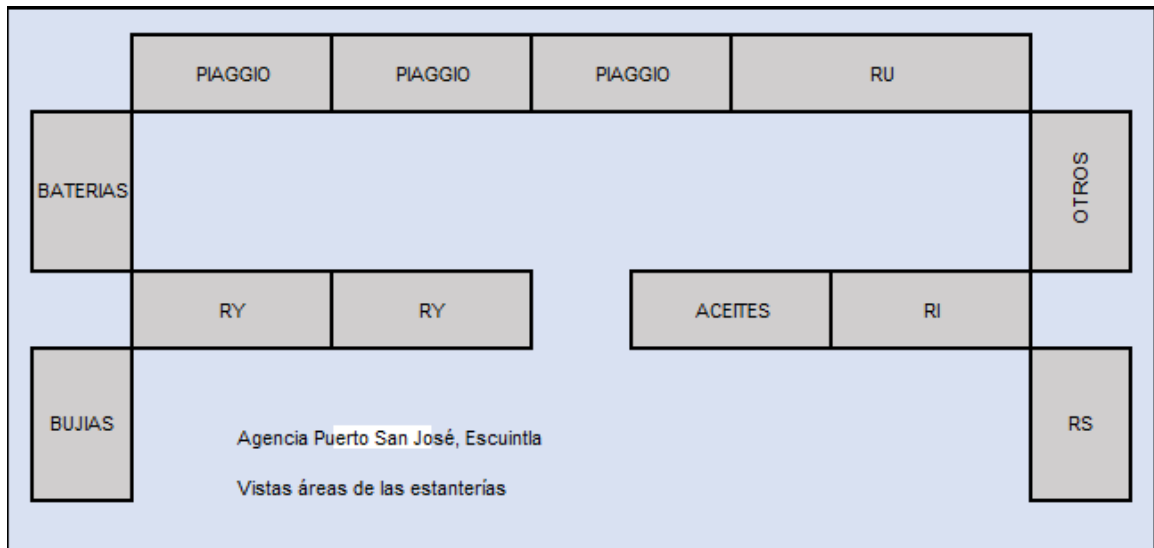 PIAGGIO PIAGGIO PIAGGIO RU
BATERIAS
OTROS
RY RY ACEITES RI
BUJIAS
RS
Agencia Puerto San José, Escuintla
Vistas áreas de las estanterías